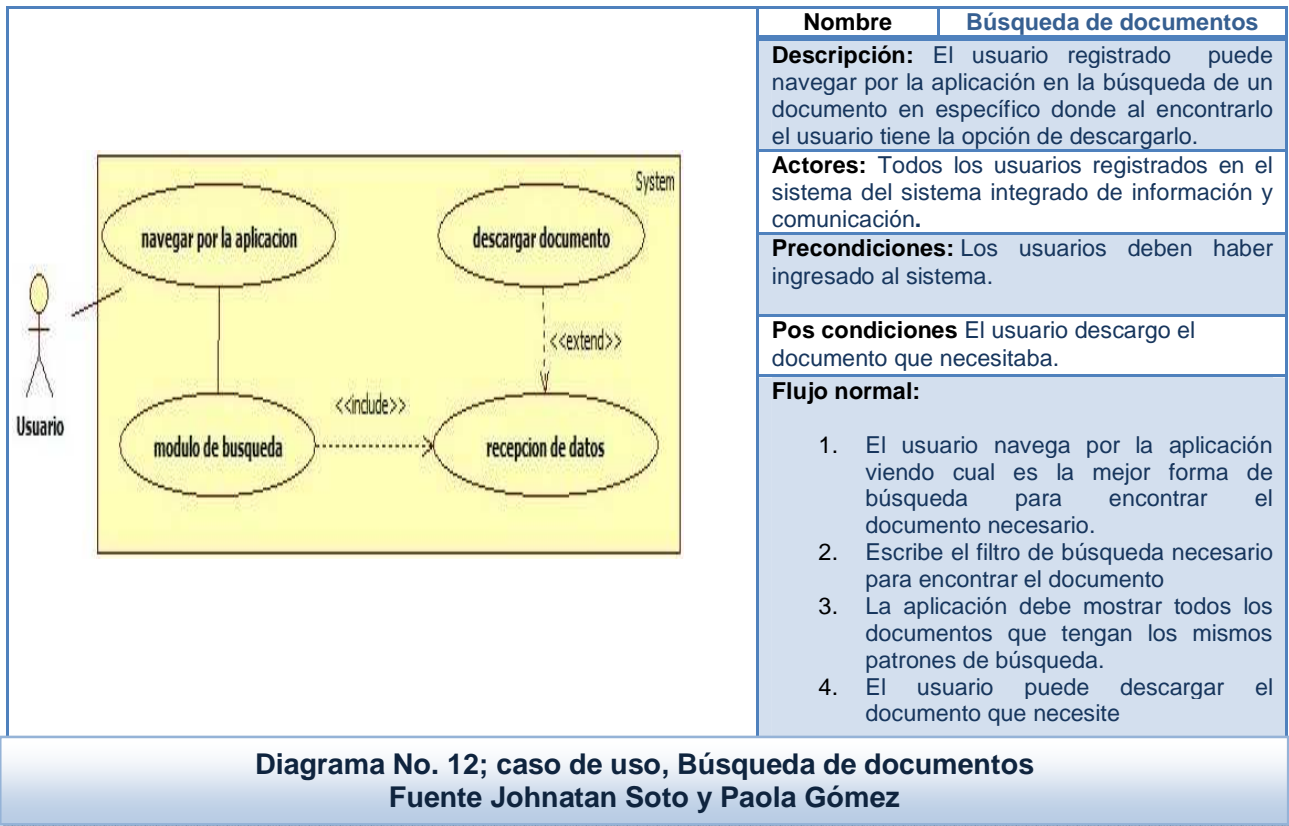 System
navegar por la aplicacion
descargar documento
<<extend>>
<<include>>
Usuario
modulo de busqueda
recepcion de datos
Nombre
Búsqueda de documentos
Descripción: El usuario registrado puede
navegar por la aplicación en la búsqueda de un
documento en específico donde al encontrarlo
el usuario tiene la opción de descargarlo.
Actores: Todos los usuarios registrados en el
sistema del sistema integrado de información y
comunicación.
Precondiciones: Los usuarios deben haber
ingresado al sistema.
Pos condiciones El usuario descargo el
documento que necesitaba.
Flujo normal:
1. El usuario navega por la aplicación
viendo cual es la mejor forma de
búsqueda para encontrar el
documento necesario.
2. Escribe el filtro de búsqueda necesario
para encontrar el documento
3. La aplicación debe mostrar todos los
documentos que tengan los mismos
patrones de búsqueda.
4. El usuario puede descargar el
documento que necesite
Diagrama No. 12; caso de uso, Búsqueda de documentos
Fuente Johnatan Soto y Paola Gómez